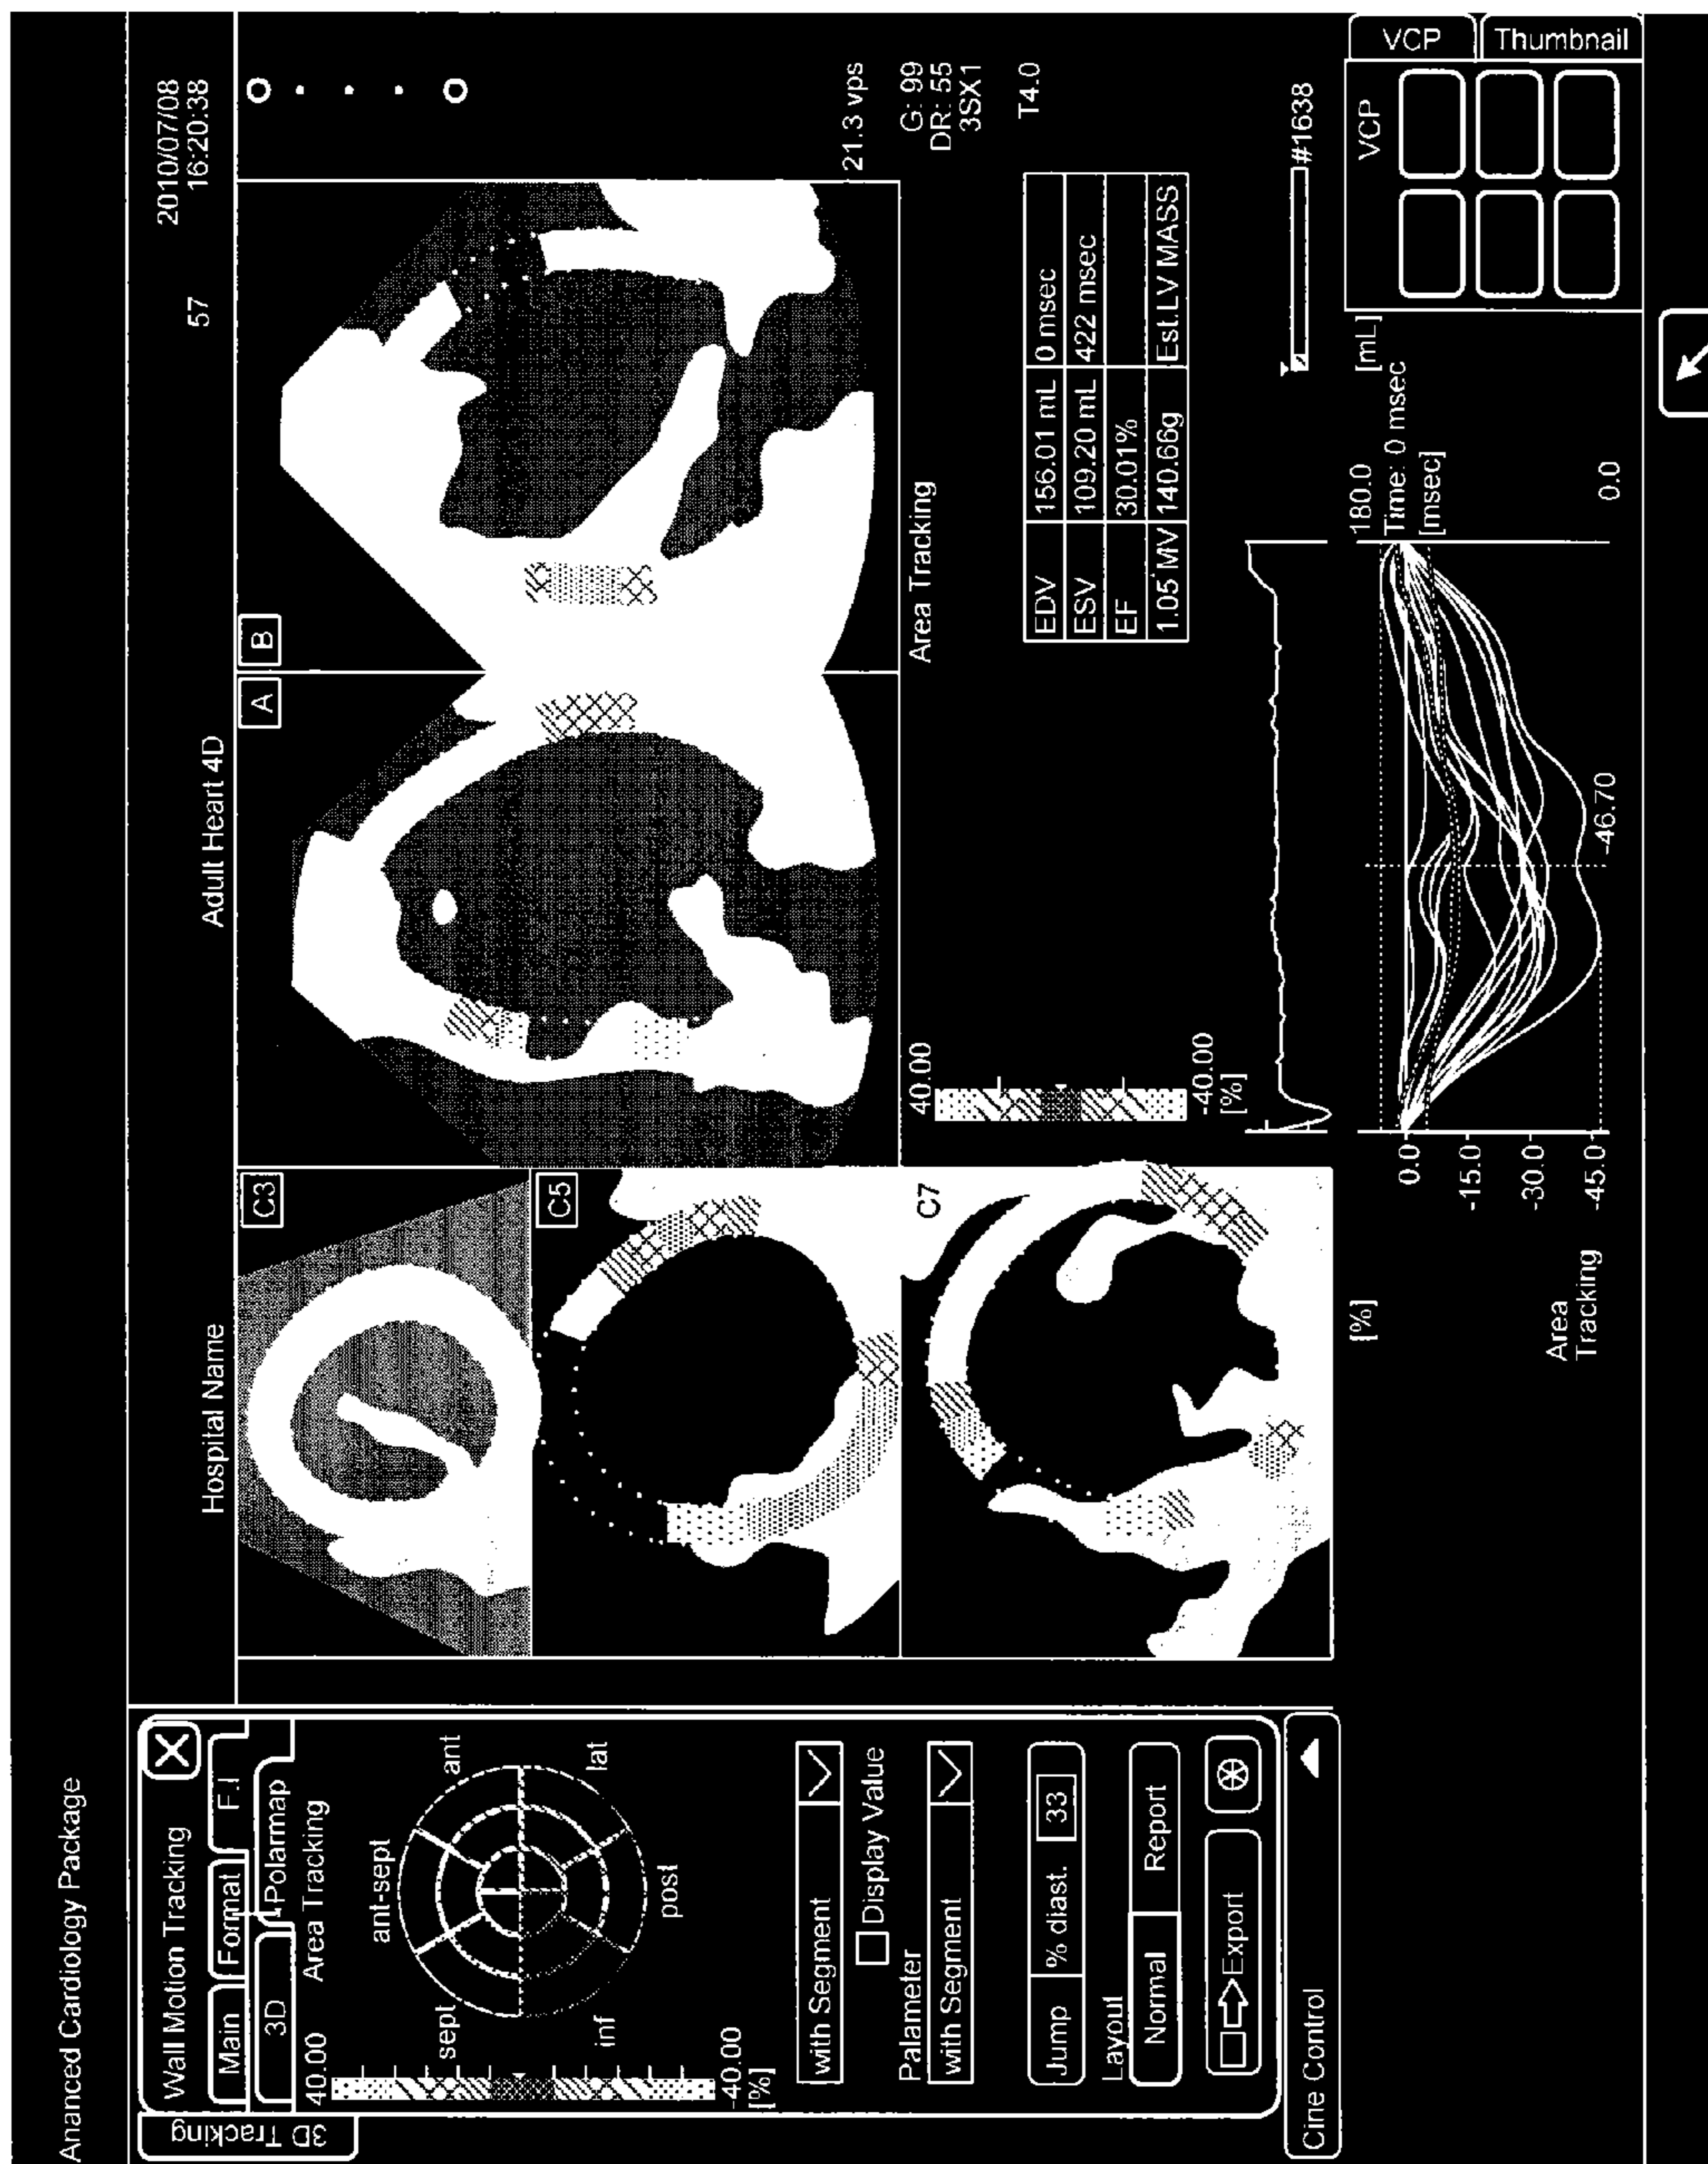 Ananced Cardiology Package
3D Tracking
Wall Motion Tracking
Main
Format
F.I
3D
Polarmap
40.00
Area Tracking
ant-sept
ant
sept
lat
inf
post
-40.00
[%]
with Segment
Display Value
Palameter
with Segment
Jump
% diast.
33
Layout
Normal
Report
Export
Cine Control
Hospital Name
Adult Heart 4D
57
2010/07/08
16:20:38
C3
C5
C7
A
B
21.3 vps
G: 99
DR: 55
3SX1
T4.0
Area Tracking
40.00
-40.00
[%]
EDV 156.01 mL 0 msec
ESV 109.20 mL 422 msec
EF 30.01%
1.05 MV 140.66g Est.LV MASS
#1638
[%]
0.0
-15.0
-30.0
-45.0
Area
Tracking
-46.70
180.0
[mL]
Time: 0 msec
[msec]
0.0
VCP
VCP
Thumbnail